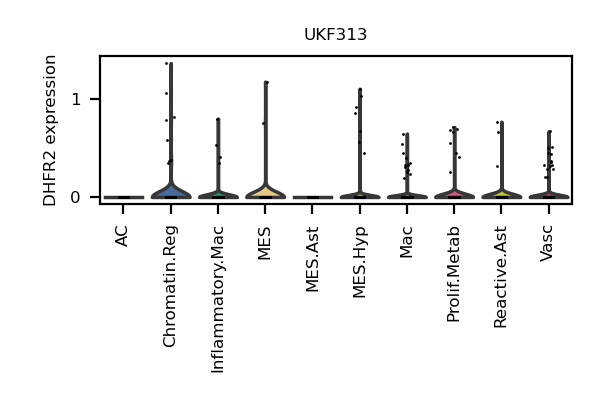 UKF313
DHFR2 expression
1
0
AC
Chromatin.Reg
Inflammatory.Mac
MES
MES.Ast
MES.Hyp
Mac
Prolif.Metab
Reactive.Ast
Vasc